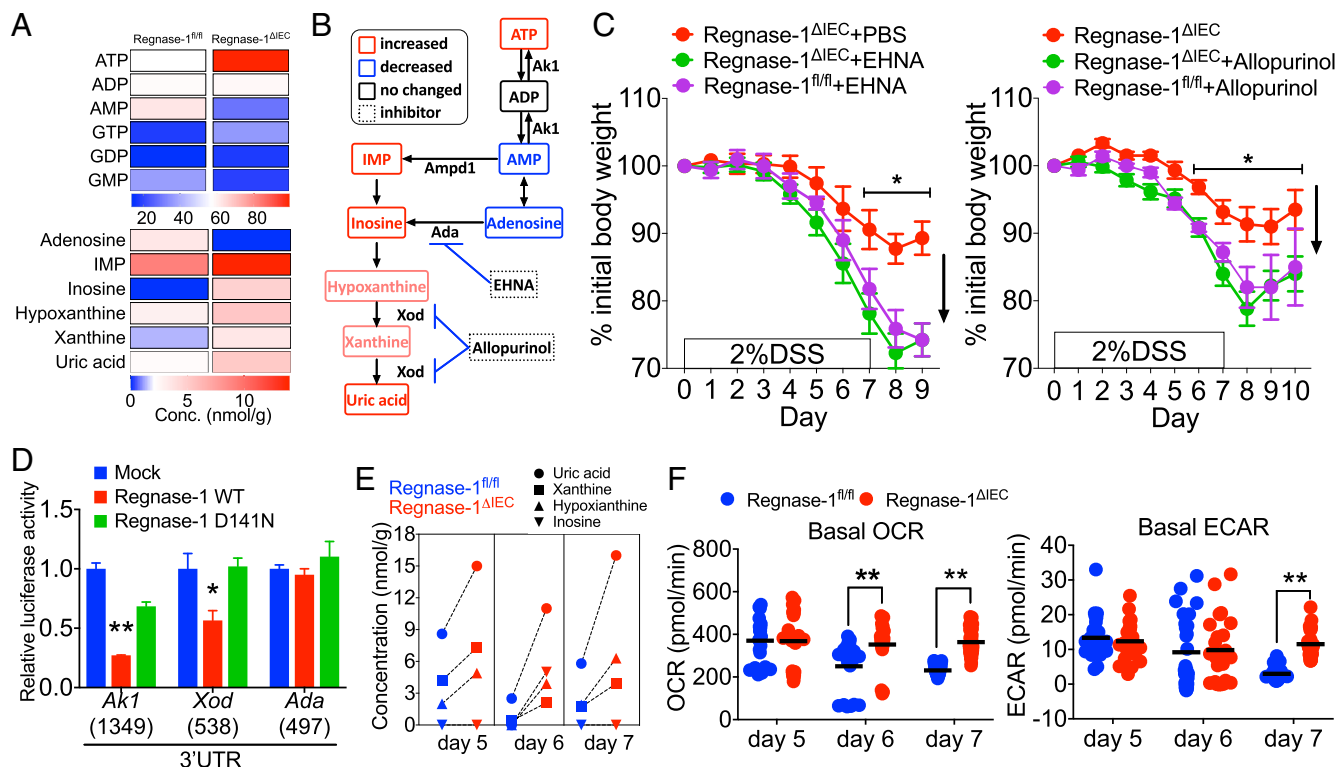 A
Regnase-1fl/fl Regnase-1ΔIEC
ATP
ADP
AMP
GTP
GDP
GMP
20 40 60 80
Adenosine
IMP
Inosine
Hypoxanthine
Xanthine
Uric acid
0 5 10
Conc. (nmol/g)
B
increased
decreased
no changed
inhibitor
ATP
Ak1
ADP
Ak1
IMP
Ampd1
AMP
Inosine
Ada
Adenosine
Hypoxanthine
EHNA
Xod
Xanthine
Allopurinol
Xod
Uric acid
C
Regnase-1ΔIEC+PBS
Regnase-1ΔIEC+EHNA
Regnase-1fl/fl+EHNA
% initial body weight
110
100
90
80
70
*
2%DSS
0 1 2 3 4 5 6 7 8 9
Day
Regnase-1ΔIEC
Regnase-1ΔIEC+Allopurinol
Regnase-1fl/fl+Allopurinol
% initial body weight
110
100
90
80
70
*
2%DSS
0 1 2 3 4 5 6 7 8 9 10
Day
D
Mock
Regnase-1 WT
Regnase-1 D141N
Relative luciferase activity
1.5
1.0
0.5
0.0
** *
Ak1 Xod Ada
(1349) (538) (497)
3'UTR
E
Regnase-1fl/fl
Regnase-1ΔIEC
Uric acid
Xanthine
Hypoxianthine
Inosine
Concentration (nmol/g)
18
15
12
9
6
3
0
day 5 day 6 day 7
F
Regnase-1fl/fl Regnase-1ΔIEC
Basal OCR
OCR (pmol/min)
800
600
400
200
0
** **
day 5 day 6 day 7
Basal ECAR
ECAR (pmol/min)
40
30
20
10
0
-10
**
day 5 day 6 day 7